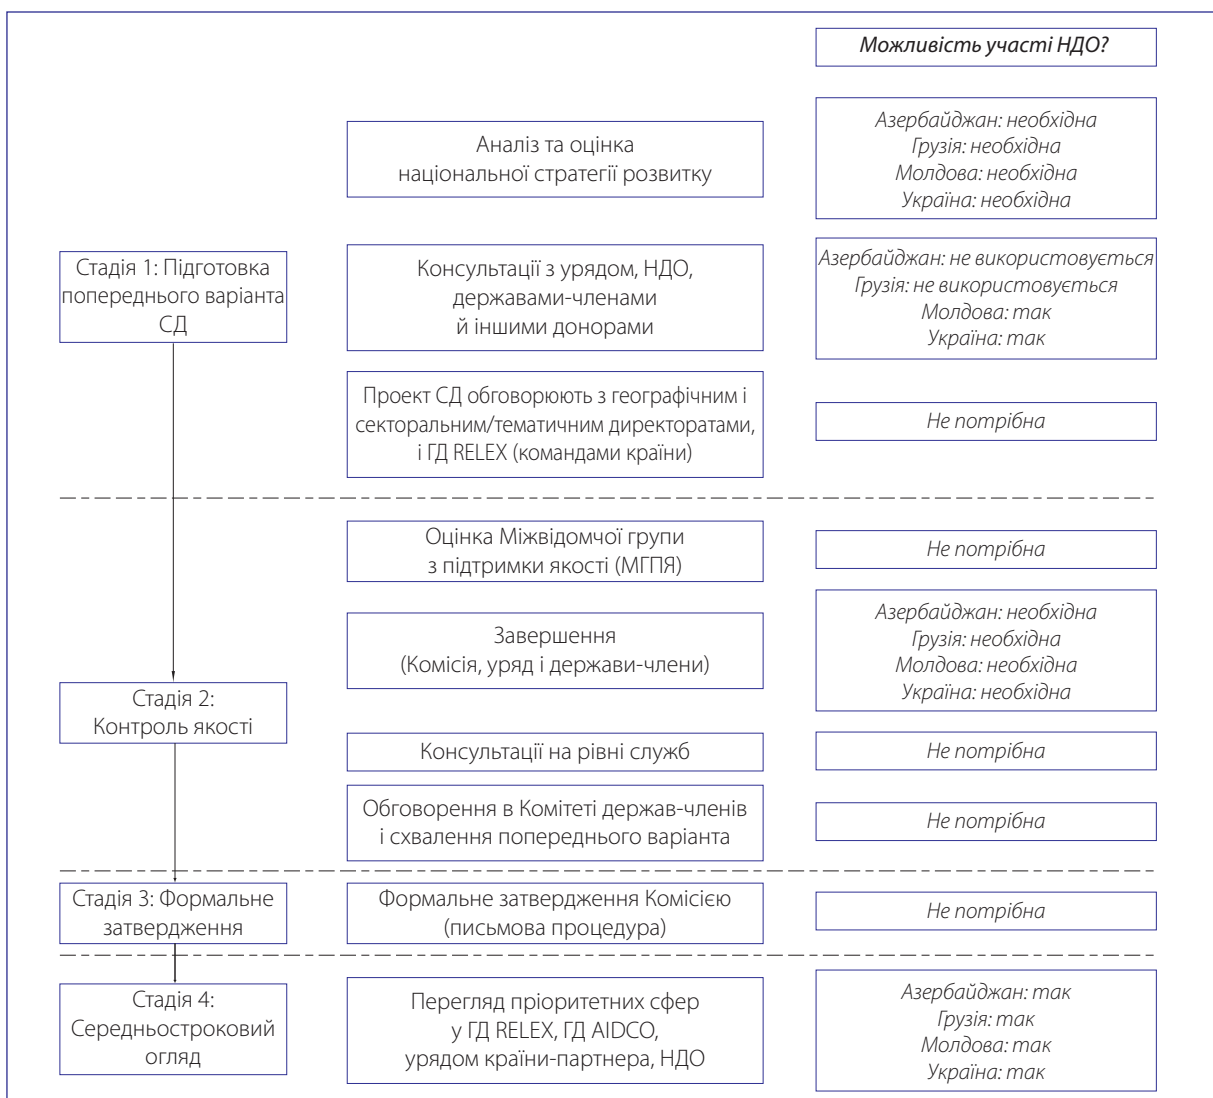 Можливість участі НДО?
Аналіз та оцінка
національної стратегії розвитку
Азербайджан: необхідна
Грузія: необхідна
Молдова: необхідна
Україна: необхідна
Стадія 1: Підготовка
попереднього варіанта
СД
Консультації з урядом, НДО,
державами-членами
й іншими донорами
Азербайджан: не використовується
Грузія: не використовується
Молдова: так
Україна: так
Проект СД обговорюють з географічним і
секторальним/тематичним директоратами,
і ГД RELEX (командами країни)
Не потрібна
Оцінка Міжвідомчої групи
з підтримки якості (МГПЯ)
Не потрібна
Завершення
(Комісія, уряд і держави-члени)
Азербайджан: необхідна
Грузія: необхідна
Молдова: необхідна
Україна: необхідна
Стадія 2:
Контроль якості
Консультації на рівні служб
Не потрібна
Обговорення в Комітеті держав-членів
і схвалення попереднього варіанта
Не потрібна
Стадія 3: Формальне
затвердження
Формальне затвердження Комісією
(письмова процедура)
Не потрібна
Стадія 4:
Середньостроковий
огляд
Перегляд пріоритетних сфер
у ГД RELEX, ГД AIDCO,
урядом країни-партнера, НДО
Азербайджан: так
Грузія: так
Молдова: так
Україна: так